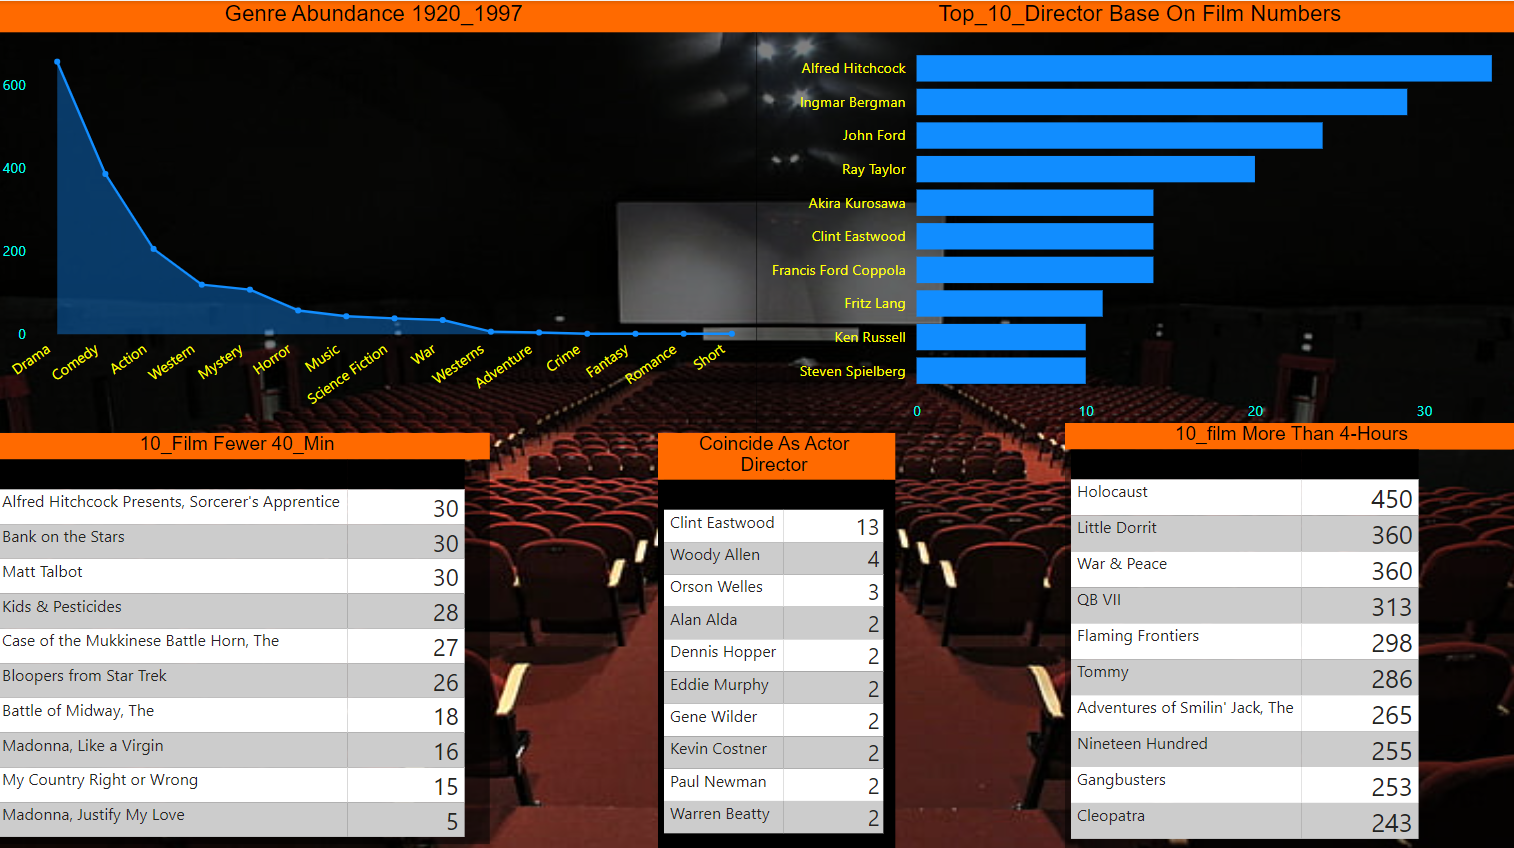 Genre Abundance 1920_1997
600
400
200
0
Drama
Comedy
Action
Western
Mystery
Horror
Music
Science Fiction
War
Westerns
Adventure
Crime
Fantasy
Romance
Short
Top_10_Director Base On Film Numbers
Alfred Hitchcock
Ingmar Bergman
John Ford
Ray Taylor
Akira Kurosawa
Clint Eastwood
Francis Ford Coppola
Fritz Lang
Ken Russell
Steven Spielberg
0 10 20 30
10_Film Fewer 40_Min
Alfred Hitchcock Presents, Sorcerer's Apprentice 30
Bank on the Stars 30
Matt Talbot 30
Kids & Pesticides 28
Case of the Mukkinese Battle Horn, The 27
Bloopers from Star Trek 26
Battle of Midway, The 18
Madonna, Like a Virgin 16
My Country Right or Wrong 15
Madonna, Justify My Love 5
Coincide As Actor
Director
Clint Eastwood 13
Woody Allen 4
Orson Welles 3
Alan Alda 2
Dennis Hopper 2
Eddie Murphy 2
Gene Wilder 2
Kevin Costner 2
Paul Newman 2
Warren Beatty 2
10_film More Than 4-Hours
Holocaust 450
Little Dorrit 360
War & Peace 360
QB VII 313
Flaming Frontiers 298
Tommy 286
Adventures of Smilin' Jack, The 265
Nineteen Hundred 255
Gangbusters 253
Cleopatra 243